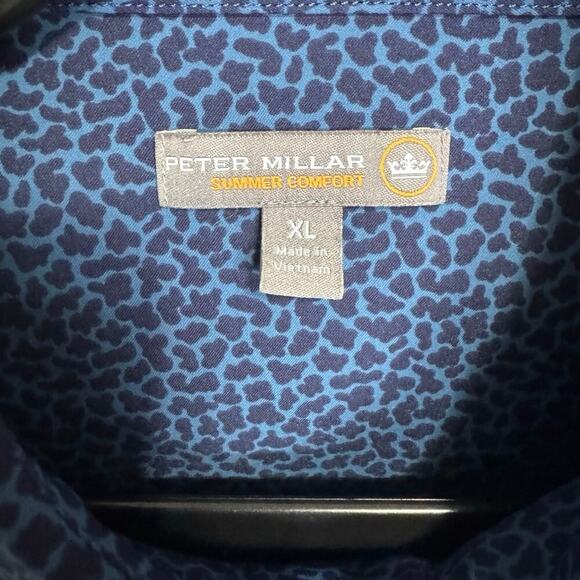 PETER MILLAR
SUMMER COMFORT
XL
Made in
Vietnam